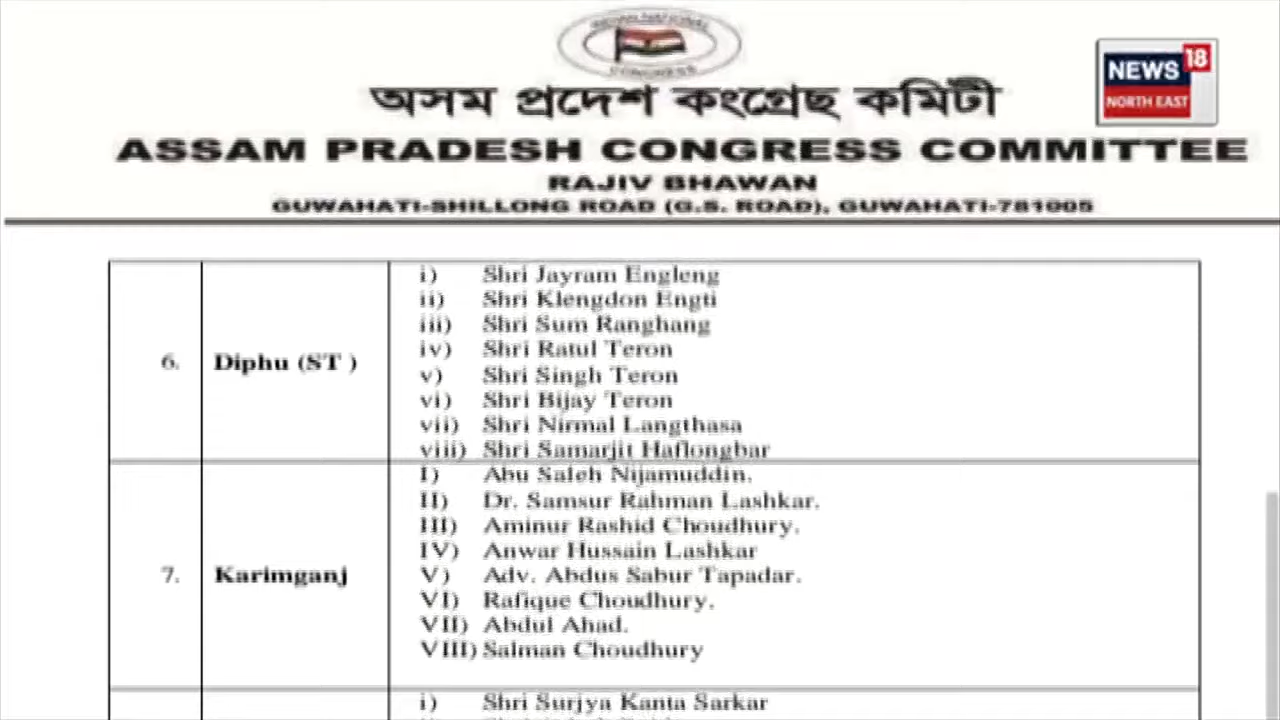 INDIAN NATIONAL
CONGRESS
NEWS 18
NORTH EAST
অসম প্ৰদেশ কংগ্ৰেছ কমিটী
ASSAM PRADESH CONGRESS COMMITTEE
RAJIV BHAWAN
GUWAHATI-SHILLONG ROAD (G.S. ROAD), GUWAHATI-781005
6. Diphu (ST )
i) Shri Jayram Engleng
ii) Shri Klengdon Engti
iii) Shri Sum Ranghang
iv) Shri Ratul Teron
v) Shri Singh Teron
vi) Shri Bijay Teron
vii) Shri Nirmal Langthasa
viii) Shri Samarjit Haflongbar
7. Karimganj
I) Abu Saleh Nijamuddin.
II) Dr. Samsur Rahman Lashkar.
III) Aminur Rashid Choudhury.
IV) Anwar Hussain Lashkar
V) Adv. Abdus Sabur Tapadar.
VI) Rafique Choudhury.
VII) Abdul Ahad.
VIII) Salman Choudhury
i) Shri Surjya Kanta Sarkar